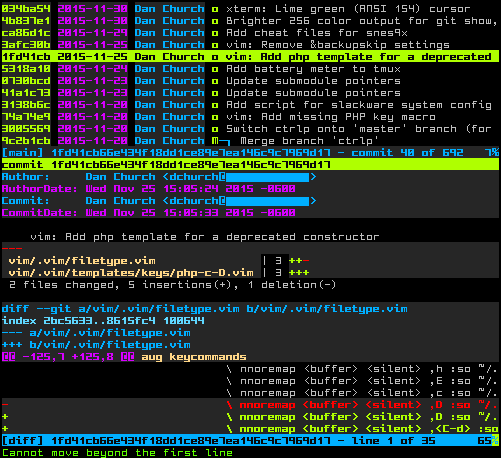 034ba54 2015-11-30 Dan Church o xterm: Lime green (ANSI 154) cursor
4b837e1 2015-11-30 Dan Church o Brighter 256 color output for git show,
ca86d1c 2015-11-29 Dan Church o Add cheat files for snes9x
3afc30b 2015-11-25 Dan Church o vim: Remove &backupskip settings
1fd41cb 2015-11-25 Dan Church o vim: Add php template for a deprecated
5318a10 2015-11-24 Dan Church o Add battery meter to tmux
0730bcd 2015-11-23 Dan Church o Update submodule pointers
41a1c73 2015-11-23 Dan Church o Update submodule pointers
3138b6c 2015-11-20 Dan Church o Add script for slackware system config
74a74e9 2015-11-20 Dan Church o vim: Add missing PHP key macro
3005569 2015-11-20 Dan Church o Switch ctrlp onto 'master' branch (for
9c2b1cb 2015-11-20 Dan Church M─┐ Merge branch 'ctrlp'
[main] 1fd41cb66e434f18dd1ce89e7ea146c9c7969d17 - commit 40 of 692 7%
commit 1fd41cb66e434f18dd1ce89e7ea146c9c7969d17
Author: Dan Church <dchurch@ >
AuthorDate: Wed Nov 25 15:05:24 2015 -0600
Commit: Dan Church <dchurch@ >
CommitDate: Wed Nov 25 15:05:33 2015 -0600
vim: Add php template for a deprecated constructor
---
vim/.vim/filetype.vim | 3 ++-
vim/.vim/templates/keys/php-c-D.vim | 3 +++
2 files changed, 5 insertions(+), 1 deletion(-)
diff --git a/vim/.vim/filetype.vim b/vim/.vim/filetype.vim
index 2bc5633..8615fc4 100644
--- a/vim/.vim/filetype.vim
+++ b/vim/.vim/filetype.vim
@@ -125,7 +125,8 @@ aug keycommands
\ nnoremap <buffer> <silent> ,h :so ~/.
\ nnoremap <buffer> <silent> ,E :so ~/.
\ nnoremap <buffer> <silent> ,c :so ~/.
- \ nnoremap <buffer> <silent> ,D :so ~/.
+ \ nnoremap <buffer> <silent> ,D :so ~/.
+ \ nnoremap <buffer> <silent> ,<C-d> :so
[diff] 1fd41cb66e434f18dd1ce89e7ea146c9c7969d17 - line 1 of 35 65%
Cannot move beyond the first line